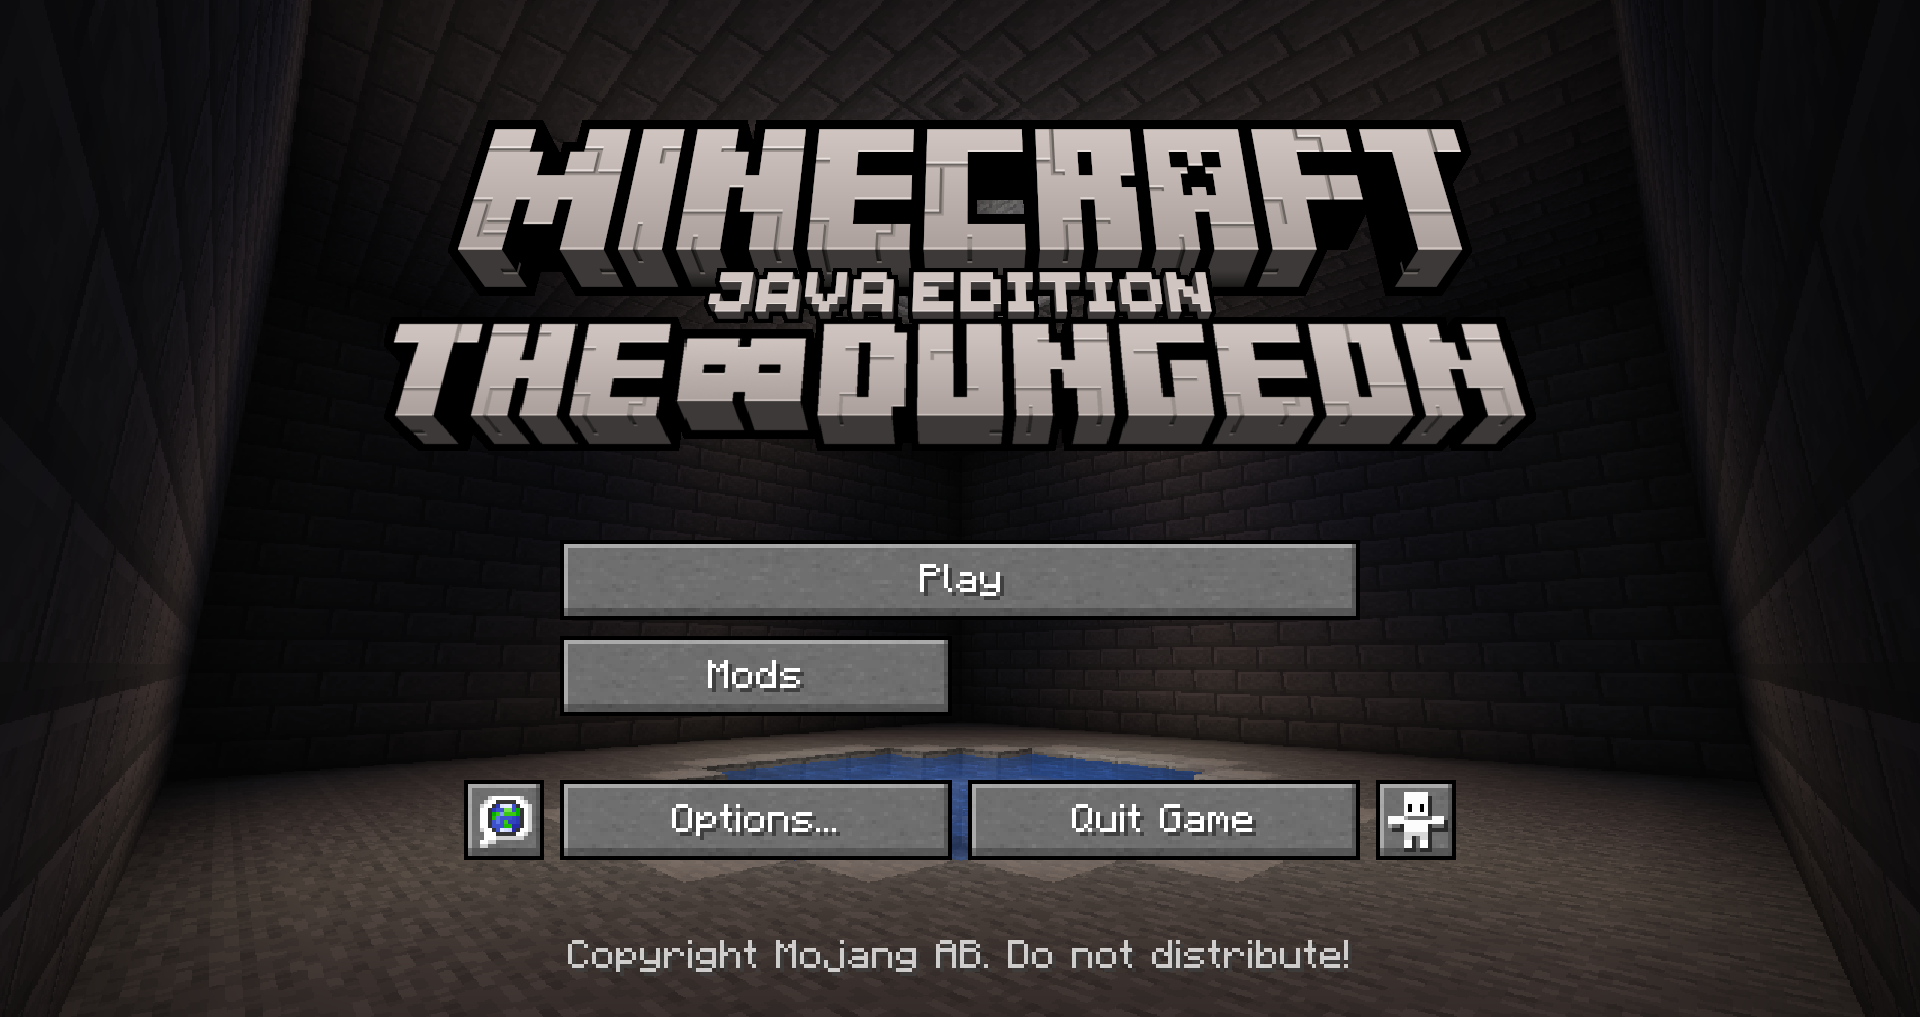 MINECRAFT
JAVA EDITION
THE∞DUNGEON
Play
Mods
Options...
Quit Game
Copyright Mojang AB. Do not distribute!